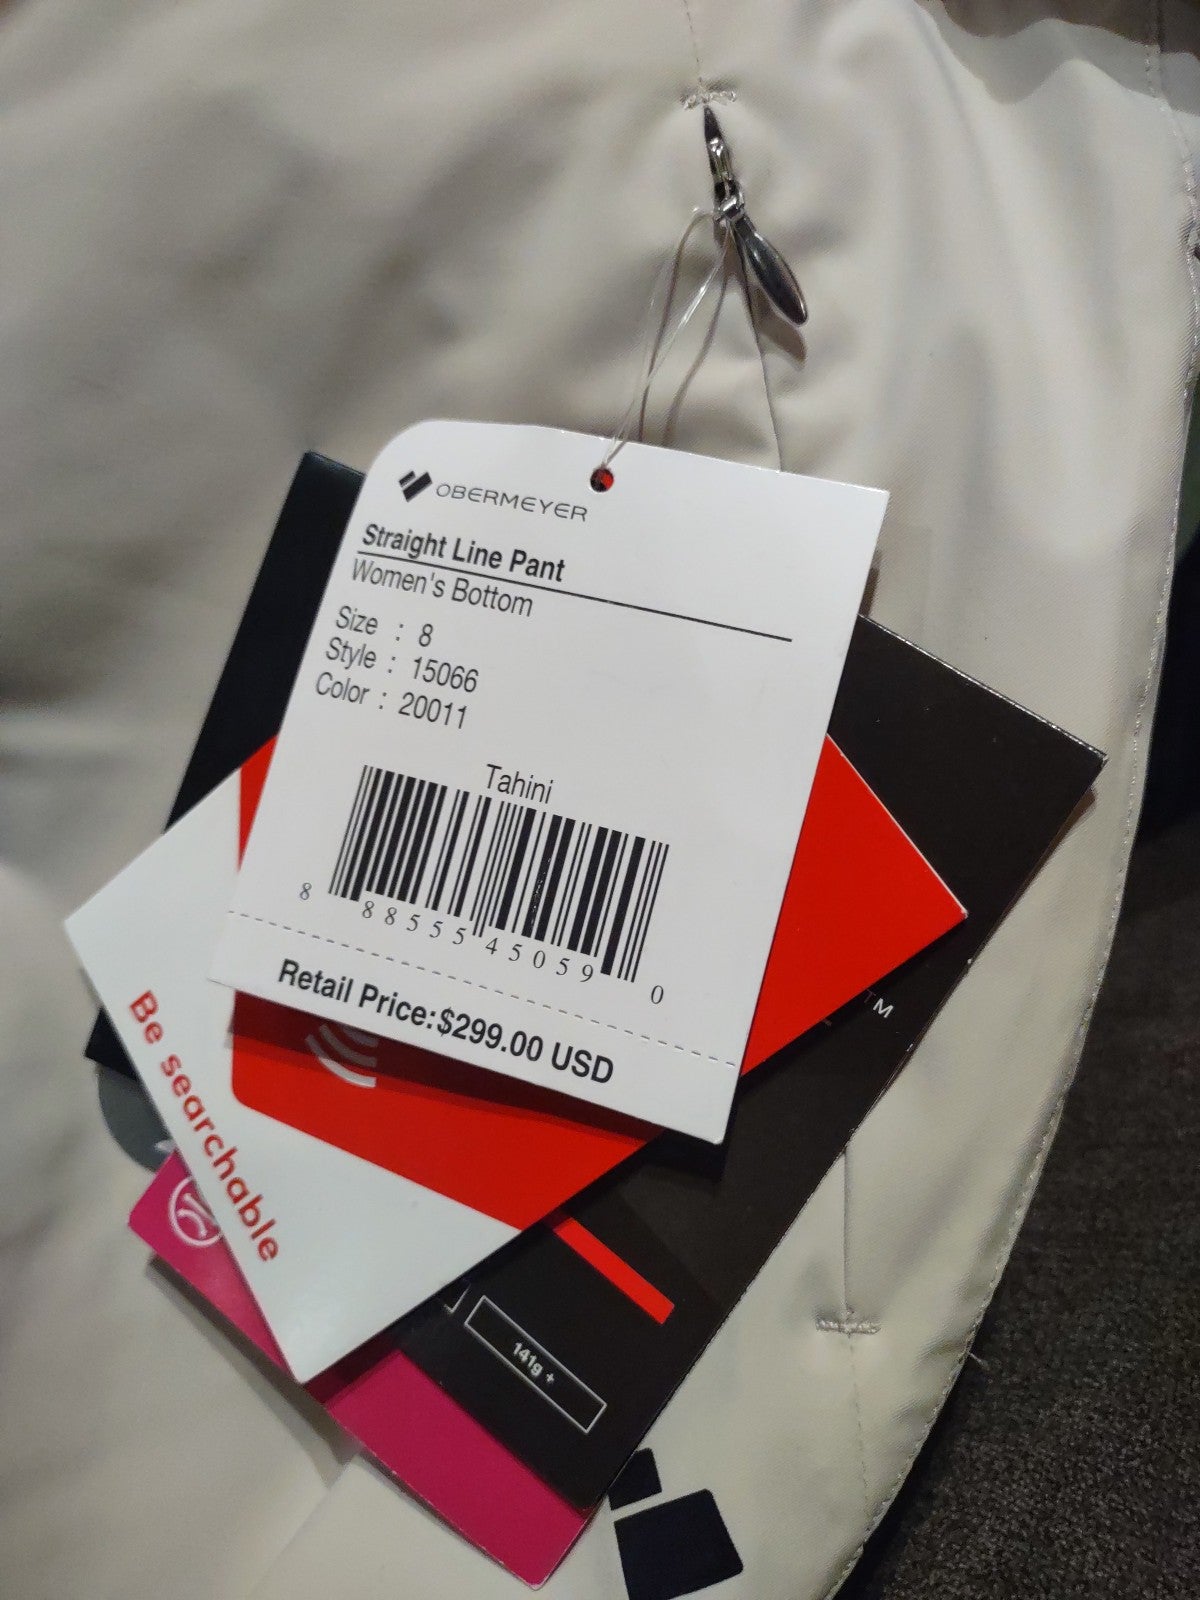 OBERMEYER
Straight Line Pant
Women's Bottom
Size : 8
Style : 15066
Color : 20011
Tahini
8 88555 45059 0
Retail Price:$299.00 USD
TM
Be searchable
141g +